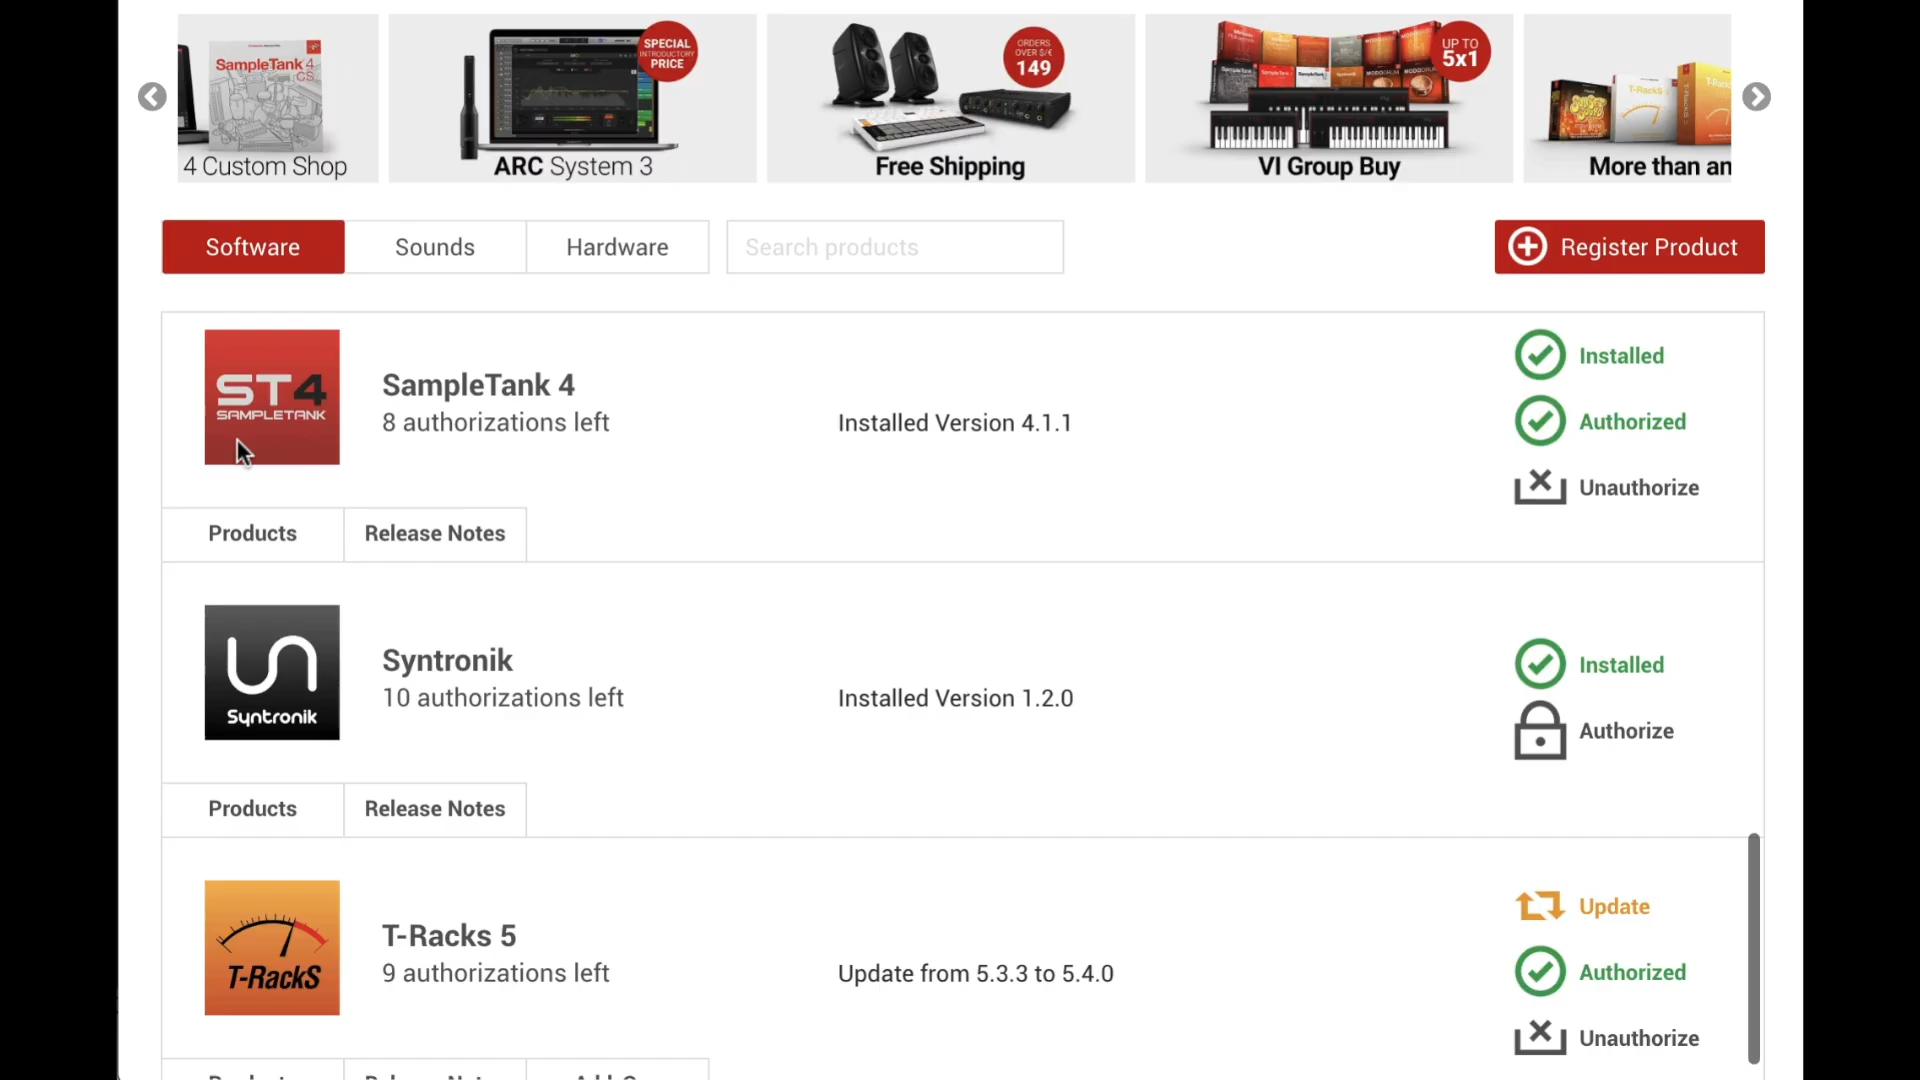 SampleTank 4
CS
4 Custom Shop
SPECIAL
INTRODUCTORY
PRICE
ARC System 3
ORDERS
OVER $/€
149
Free Shipping
UP TO
5x1
VI Group Buy
T-RackS
More than an
Software
Sounds
Hardware
Search products
Register Product
ST4
SAMPLETANK
SampleTank 4
8 authorizations left
Installed Version 4.1.1
Installed
Authorized
Unauthorize
Products
Release Notes
Syntronik
Syntronik
10 authorizations left
Installed Version 1.2.0
Installed
Authorize
Products
Release Notes
T-RackS
T-Racks 5
9 authorizations left
Update from 5.3.3 to 5.4.0
Update
Authorized
Unauthorize